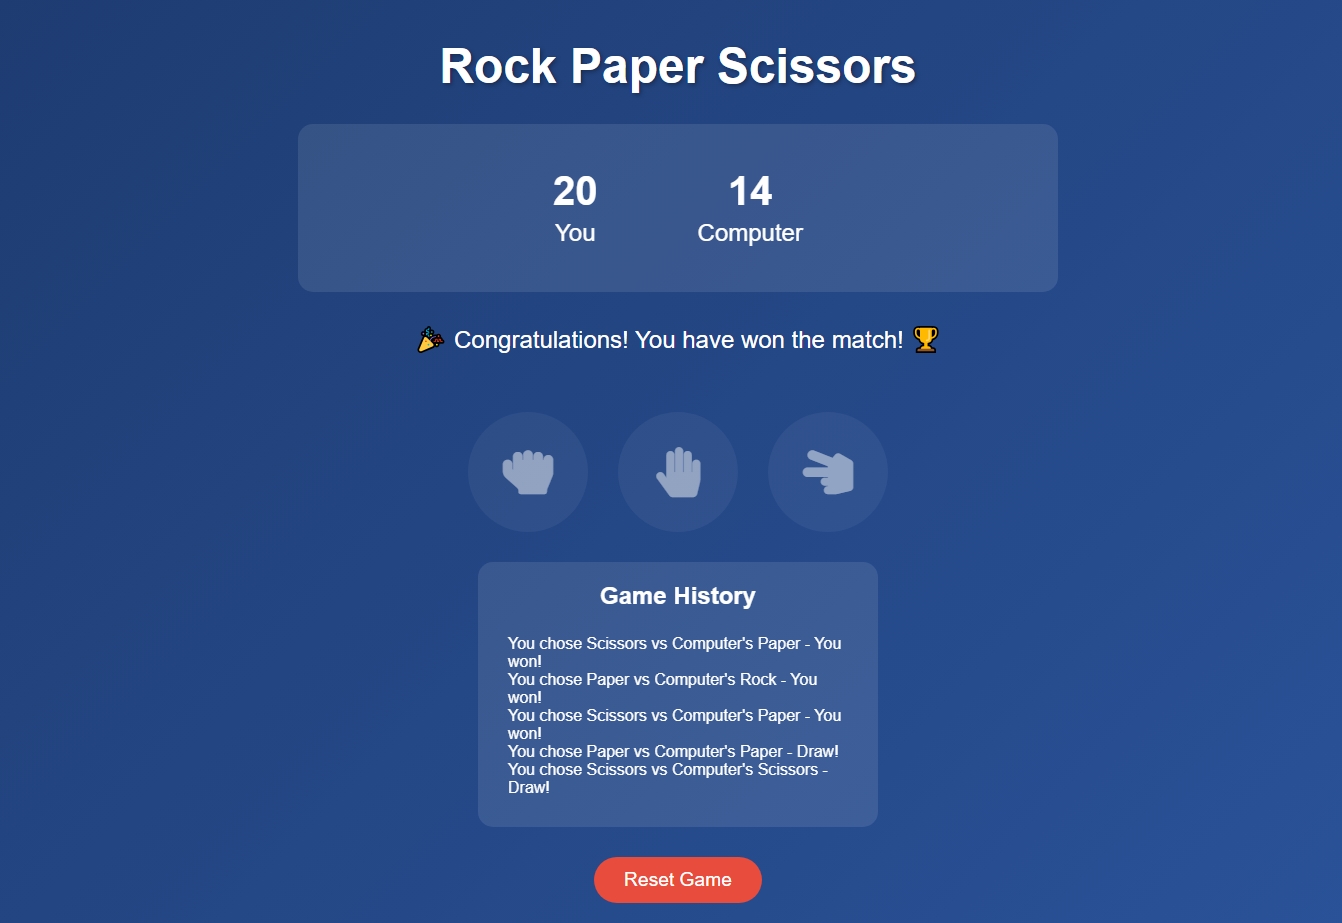 Rock Paper Scissors
20 14
You Computer
🎉 Congratulations! You have won the match! 🏆
Game History
You chose Scissors vs Computer's Paper - You
won!
You chose Paper vs Computer's Rock - You
won!
You chose Scissors vs Computer's Paper - You
won!
You chose Paper vs Computer's Paper - Draw!
You chose Scissors vs Computer's Scissors -
Draw!
Reset Game